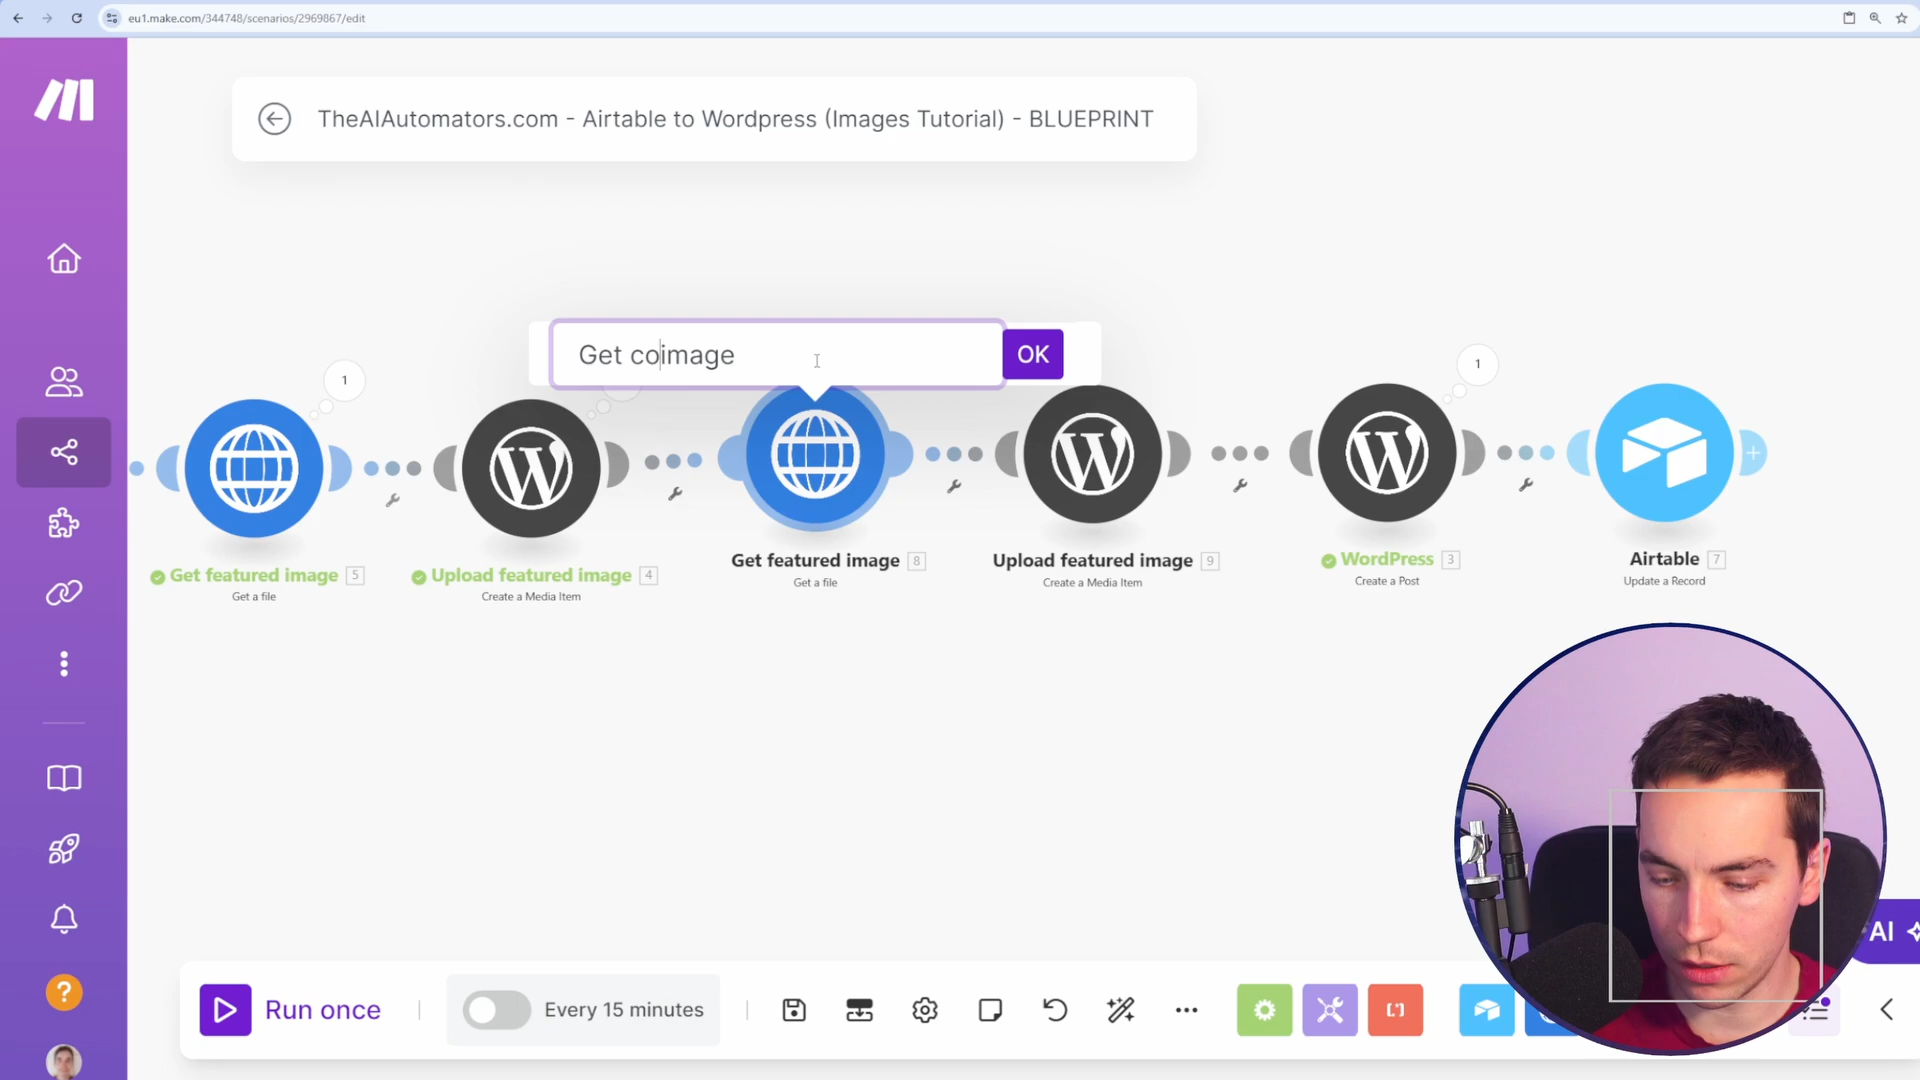 eu1.make.com/344748/scenarios/2969867/edit
TheAIAutomators.com - Airtable to Wordpress (Images Tutorial) - BLUEPRINT
Get coimage
OK
1
1
Get featured image 5
Get a file
Upload featured image 4
Create a Media Item
Get featured image 8
Get a file
Upload featured image 9
Create a Media Item
WordPress 3
Create a Post
Airtable 7
Update a Record
AI
?
Run once
Every 15 minutes